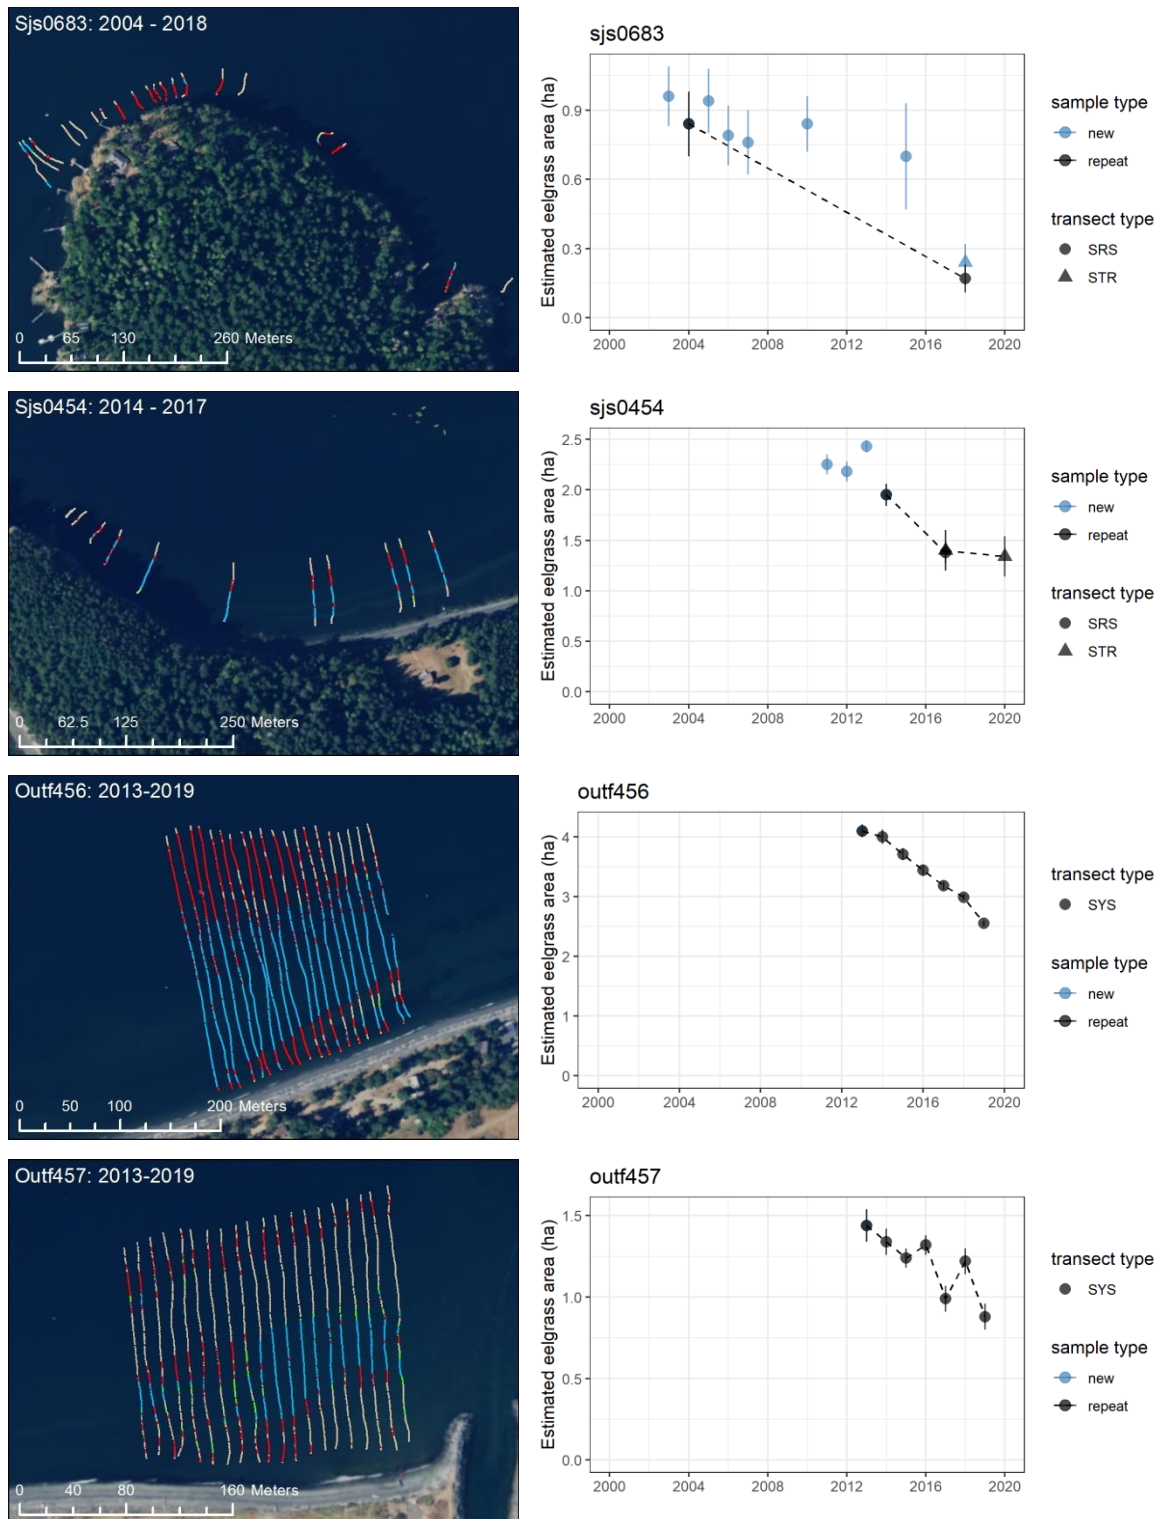 Sjs0683: 2004 - 2018
0 65 130 260 Meters
sjs0683
Estimated eelgrass area (ha)
0.9
0.6
0.3
0.0
2000 2004 2008 2012 2016 2020
sample type
new
repeat
transect type
SRS
STR
Sjs0454: 2014 - 2017
0 62.5 125 250 Meters
sjs0454
Estimated eelgrass area (ha)
2.5
2.0
1.5
1.0
0.5
0.0
2000 2004 2008 2012 2016 2020
sample type
new
repeat
transect type
SRS
STR
Outf456: 2013-2019
0 50 100 200 Meters
outf456
Estimated eelgrass area (ha)
4
3
2
1
0
2000 2004 2008 2012 2016 2020
transect type
SYS
sample type
new
repeat
Outf457: 2013-2019
0 40 80 160 Meters
outf457
Estimated eelgrass area (ha)
1.5
1.0
0.5
0.0
2000 2004 2008 2012 2016 2020
transect type
SYS
sample type
new
repeat